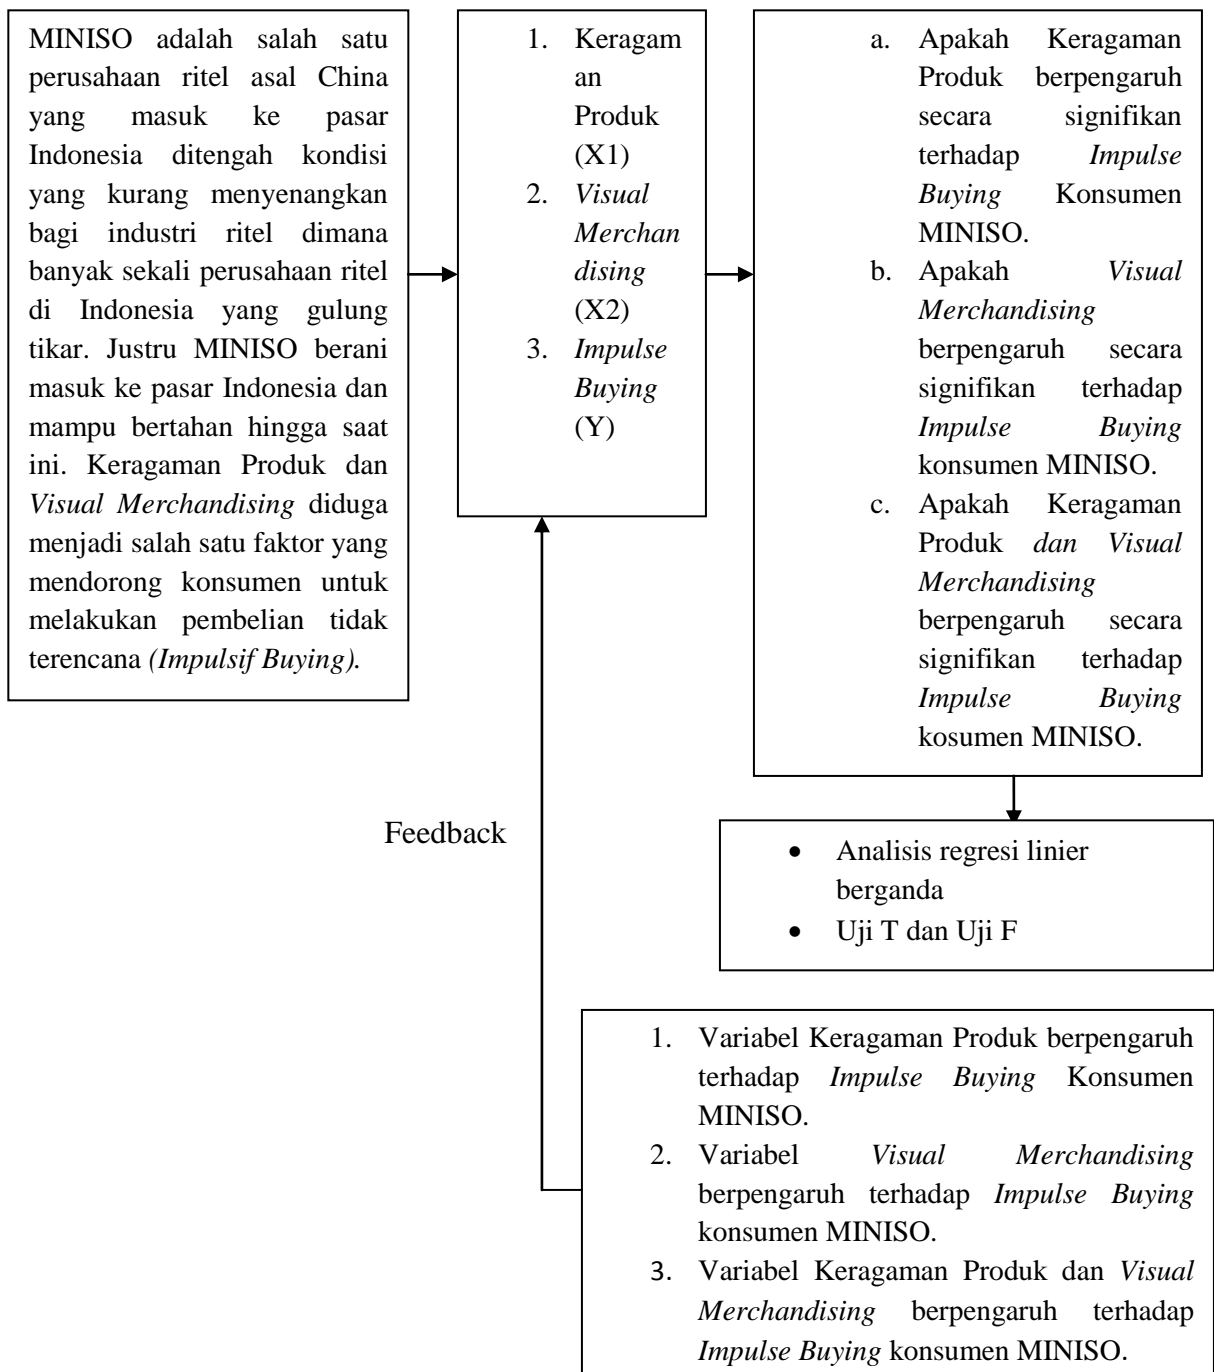 MINISO adalah salah satu
perusahaan ritel asal China
yang masuk ke pasar
Indonesia ditengah kondisi
yang kurang menyenangkan
bagi industri ritel dimana
banyak sekali perusahaan ritel
di Indonesia yang gulung
tikar. Justru MINISO berani
masuk ke pasar Indonesia dan
mampu bertahan hingga saat
ini. Keragaman Produk dan
Visual Merchandising diduga
menjadi salah satu faktor yang
mendorong konsumen untuk
melakukan pembelian tidak
terencana (Impulsif Buying).
1. Keragam
an
Produk
(X1)
2. Visual
Merchan
dising
(X2)
3. Impulse
Buying
(Y)
a. Apakah Keragaman
Produk berpengaruh
secara signifikan
terhadap Impulse
Buying Konsumen
MINISO.
b. Apakah Visual
Merchandising
berpengaruh secara
signifikan terhadap
Impulse Buying
konsumen MINISO.
c. Apakah Keragaman
Produk dan Visual
Merchandising
berpengaruh secara
signifikan terhadap
Impulse Buying
kosumen MINISO.
Feedback
• Analisis regresi linier
berganda
• Uji T dan Uji F
1. Variabel Keragaman Produk berpengaruh
terhadap Impulse Buying Konsumen
MINISO.
2. Variabel Visual Merchandising
berpengaruh terhadap Impulse Buying
konsumen MINISO.
3. Variabel Keragaman Produk dan Visual
Merchandising berpengaruh terhadap
Impulse Buying konsumen MINISO.